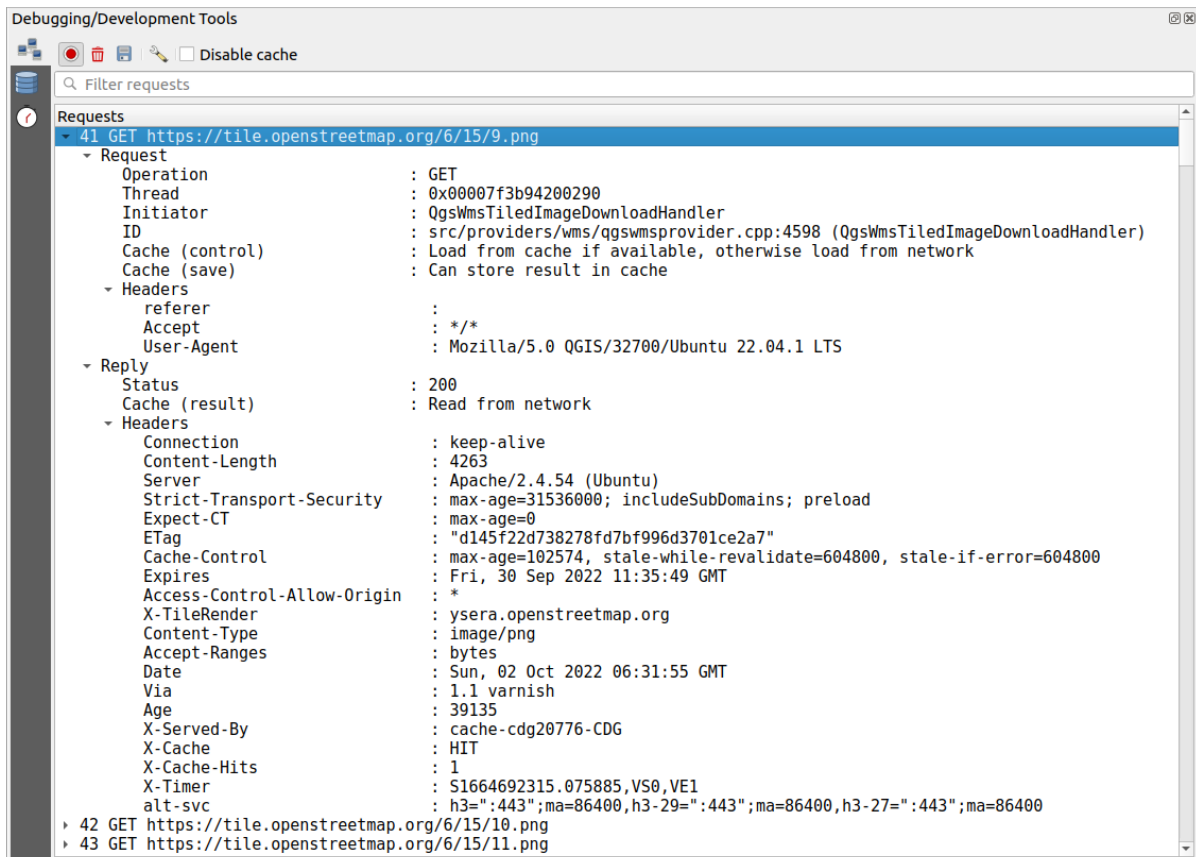 Debugging/Development Tools
Disable cache
Filter requests
Requests
41 GET https://tile.openstreetmap.org/6/15/9.png
Request
Operation : GET
Thread : 0x00007f3b94200290
Initiator : QgsWmsTiledImageDownloadHandler
ID : src/providers/wms/qgswmsprovider.cpp:4598 (QgsWmsTiledImageDownloadHandler)
Cache (control) : Load from cache if available, otherwise load from network
Cache (save) : Can store result in cache
Headers
referer :
Accept : */*
User-Agent : Mozilla/5.0 QGIS/32700/Ubuntu 22.04.1 LTS
Reply
Status : 200
Cache (result) : Read from network
Headers
Connection : keep-alive
Content-Length : 4263
Server : Apache/2.4.54 (Ubuntu)
Strict-Transport-Security : max-age=31536000; includeSubDomains; preload
Expect-CT : max-age=0
ETag : "d145f22d738278fd7bf996d3701ce2a7"
Cache-Control : max-age=102574, stale-while-revalidate=604800, stale-if-error=604800
Expires : Fri, 30 Sep 2022 11:35:49 GMT
Access-Control-Allow-Origin : *
X-TileRender : ysera.openstreetmap.org
Content-Type : image/png
Accept-Ranges : bytes
Date : Sun, 02 Oct 2022 06:31:55 GMT
Via : 1.1 varnish
Age : 39135
X-Served-By : cache-cdg20776-CDG
X-Cache : HIT
X-Cache-Hits : 1
X-Timer : S1664692315.075885,VS0,VE1
alt-svc : h3=":443";ma=86400,h3-29=":443";ma=86400,h3-27=":443";ma=86400
42 GET https://tile.openstreetmap.org/6/15/10.png
43 GET https://tile.openstreetmap.org/6/15/11.png